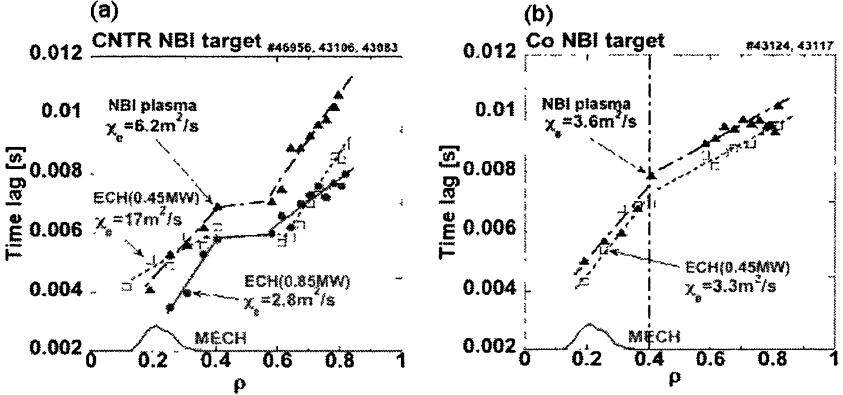 (a)
CNTR NBI target #46956, 43106, 43083
0.012
0.01
0.008
0.006
0.004
0.002
Time lag [s]
NBI plasma
χe=6.2m²/s
ECH(0.45MW)
χe=17m²/s
ECH(0.85MW)
χe=2.8m²/s
MECH
0 0.2 0.4 0.6 0.8 1
ρ
(b)
Co NBI target #43124, 43117
0.012
0.01
0.008
0.006
0.004
0.002
Time lag [s]
NBI plasma
χe=3.6m²/s
ECH(0.45MW)
χe=3.3m²/s
MECH
0 0.2 0.4 0.6 0.8 1
ρ